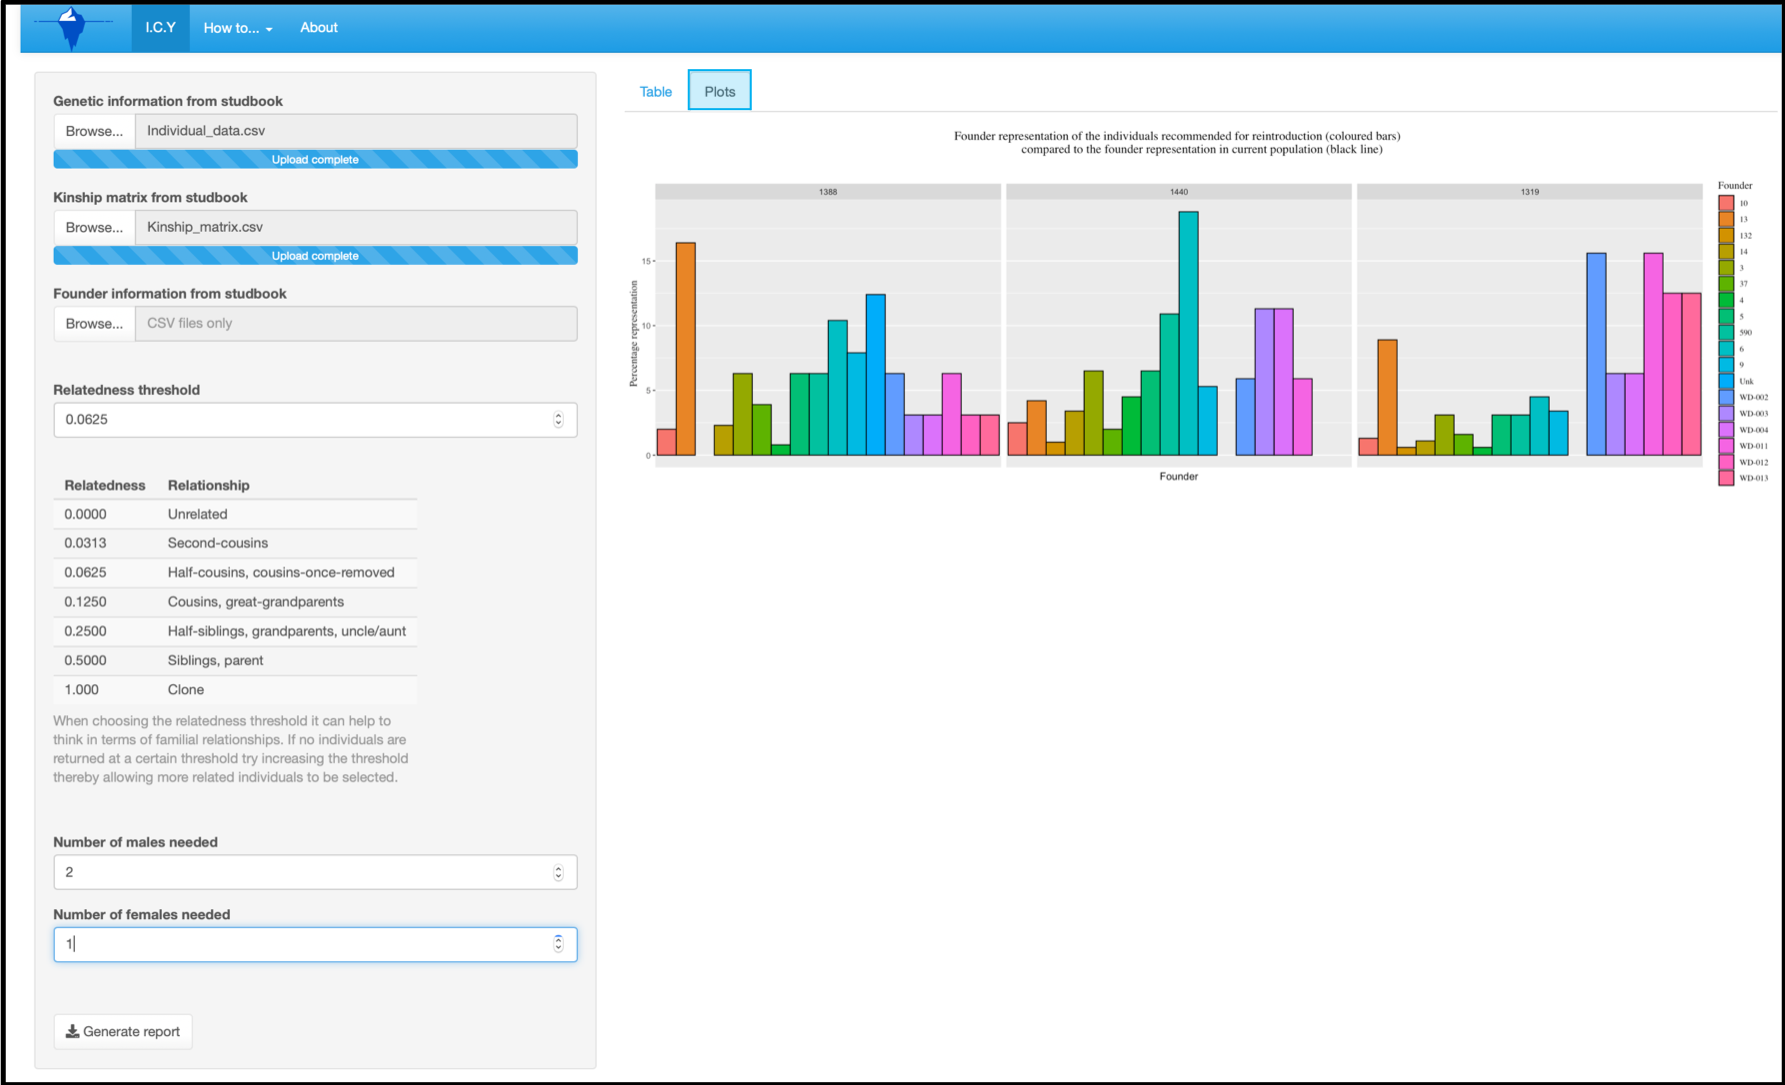 I.C.Y How to... About
Genetic information from studbook
Browse... Individual_data.csv
Upload complete
Kinship matrix from studbook
Browse... Kinship_matrix.csv
Upload complete
Founder information from studbook
Browse... CSV files only
Relatedness threshold
0.0625
Relatedness Relationship
0.0000 Unrelated
0.0313 Second-cousins
0.0625 Half-cousins, cousins-once-removed
0.1250 Cousins, great-grandparents
0.2500 Half-siblings, grandparents, uncle/aunt
0.5000 Siblings, parent
1.000 Clone
When choosing the relatedness threshold it can help to
think in terms of familial relationships. If no individuals are
returned at a certain threshold try increasing the threshold
thereby allowing more related individuals to be selected.
Number of males needed
2
Number of females needed
1
Generate report
Table Plots
Founder representation of the individuals recommended for reintroduction (coloured bars)
compared to the founder representation in current population (black line)
1388 1440 1319
Percentage representation
15
10
5
0
Founder
Founder
10
13
132
14
3
37
4
5
590
6
9
Unk
WD-002
WD-003
WD-004
WD-011
WD-012
WD-013